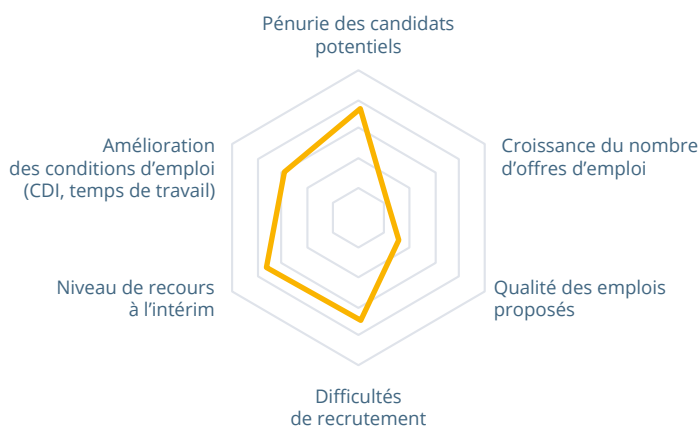 Pénurie des candidats
potentiels
Croissance du nombre
d'offres d'emploi
Qualité des emplois
proposés
Difficultés
de recrutement
Niveau de recours
à l'intérim
Amélioration
des conditions d'emploi
(CDI, temps de travail)